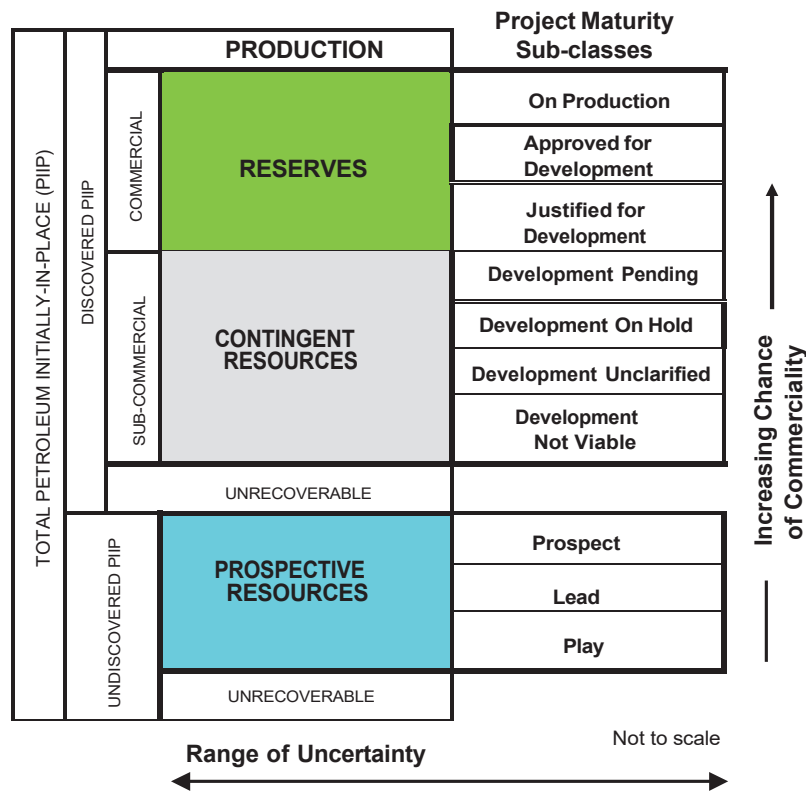 Project Maturity
Sub-classes
PRODUCTION
TOTAL PETROLEUM INITIALLY-IN-PLACE (PIIP)
DISCOVERED PIIP
COMMERCIAL
RESERVES
On Production
Approved for
Development
Justified for
Development
SUB-COMMERCIAL
CONTINGENT
RESOURCES
Development Pending
Development On Hold
Development Unclarified
Development
Not Viable
UNRECOVERABLE
UNDISCOVERED PIIP
PROSPECTIVE
RESOURCES
Prospect
Lead
Play
UNRECOVERABLE
Increasing Chance
of Commerciality
Not to scale
Range of Uncertainty